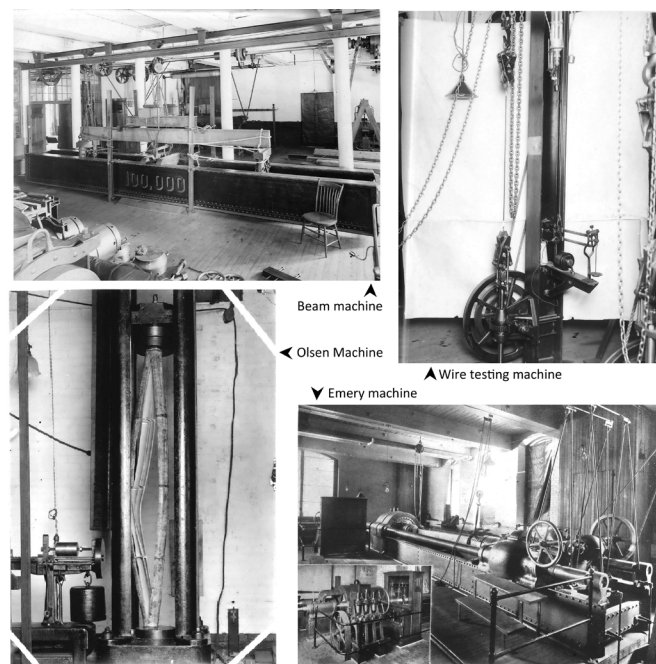 100,000
Beam machine
Olsen Machine
Wire testing machine
Emery machine